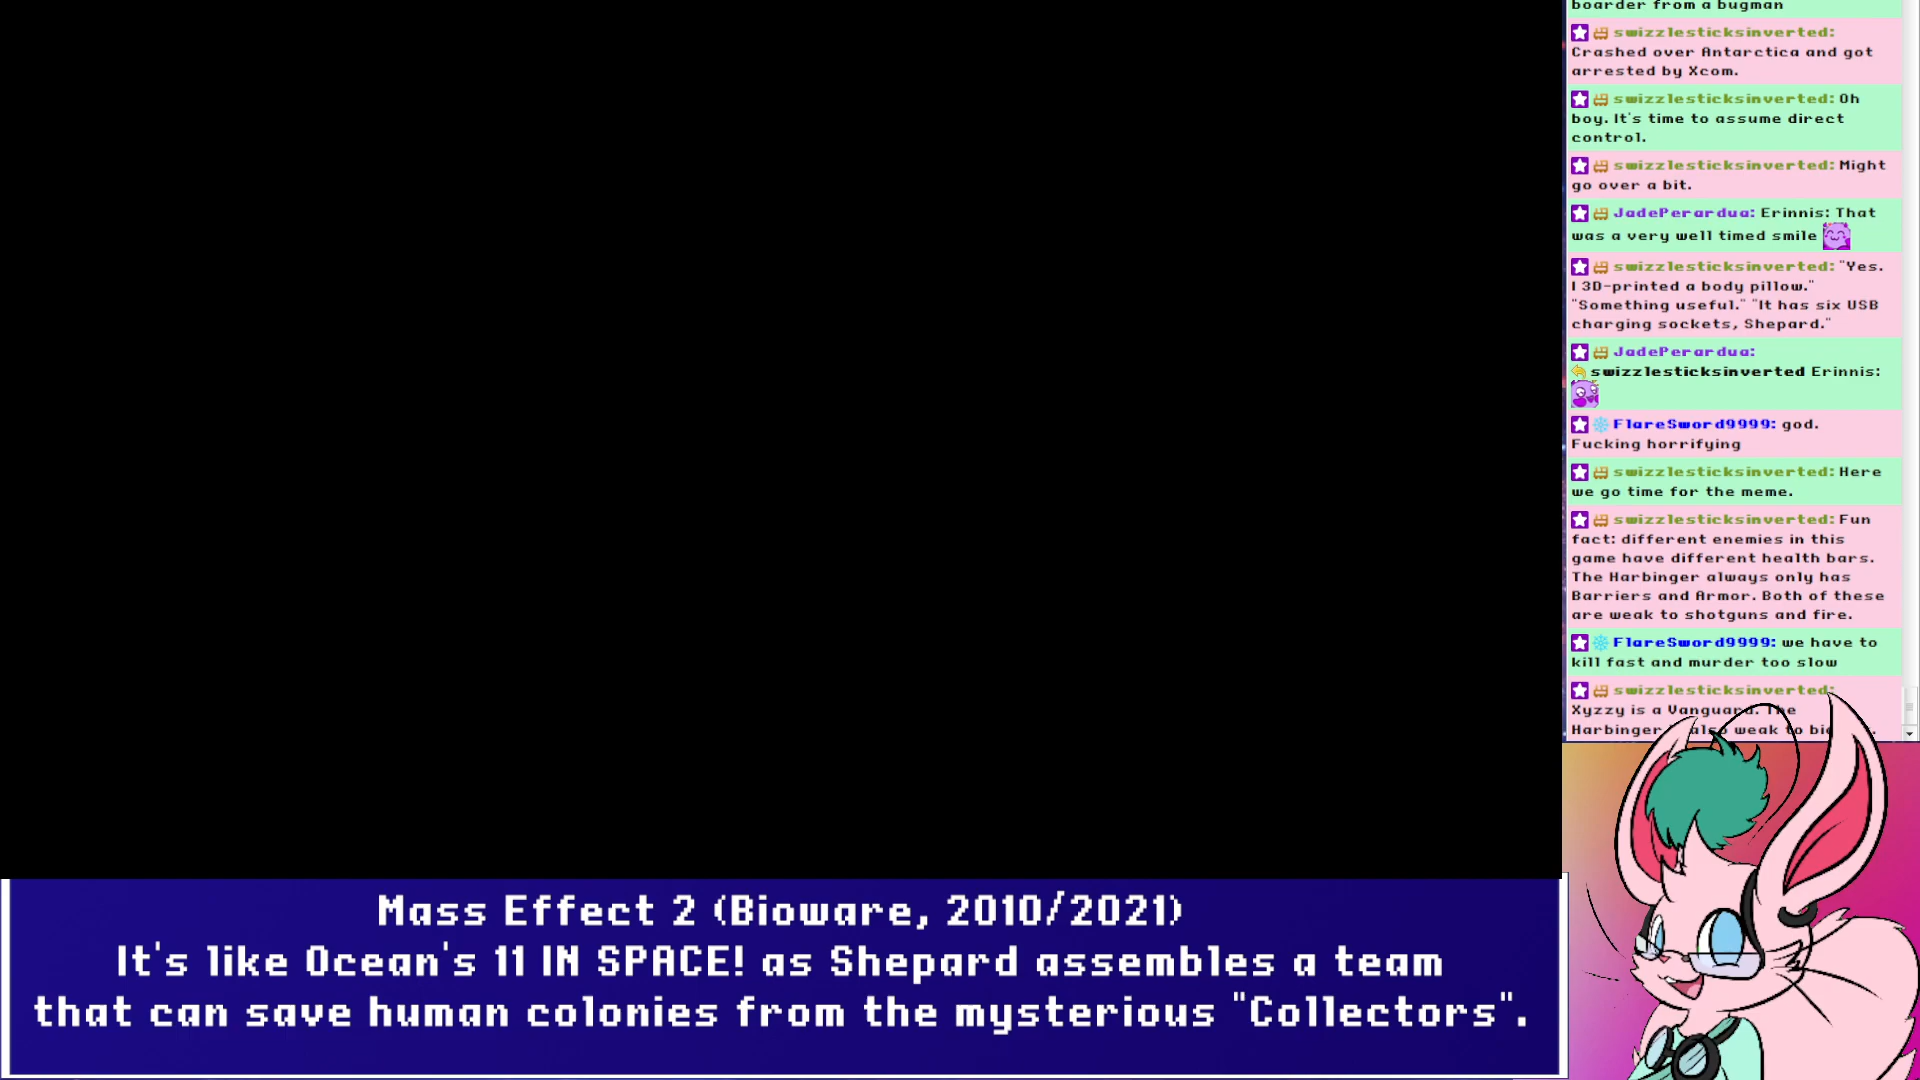 boarder from a bugman
swizzlesticksinverted:
Crashed over Antarctica and got
arrested by Xcom.
swizzlesticksinverted: Oh
boy. It's time to assume direct
control.
swizzlesticksinverted: Might
go over a bit.
JadePerardua: Erinnis: That
was a very well timed smile
swizzlesticksinverted: "Yes.
I 3D-printed a body pillow."
"Something useful." "It has six USB
charging sockets, Shepard."
JadePerardua:
swizzlesticksinverted Erinnis:
FlareSword9999: god.
Fucking horrifying
swizzlesticksinverted: Here
we go time for the meme.
swizzlesticksinverted: Fun
fact: different enemies in this
game have different health bars.
The Harbinger always only has
Barriers and Armor. Both of these
are weak to shotguns and fire.
FlareSword9999: we have to
kill fast and murder too slow
swizzlesticksinverted:
Xyzzy is a Vanguard. The
Harbinger also weak to
Mass Effect 2 (Bioware, 2010/2021)
It's like Ocean's 11 IN SPACE! as Shepard assembles a team
that can save human colonies from the mysterious "Collectors".